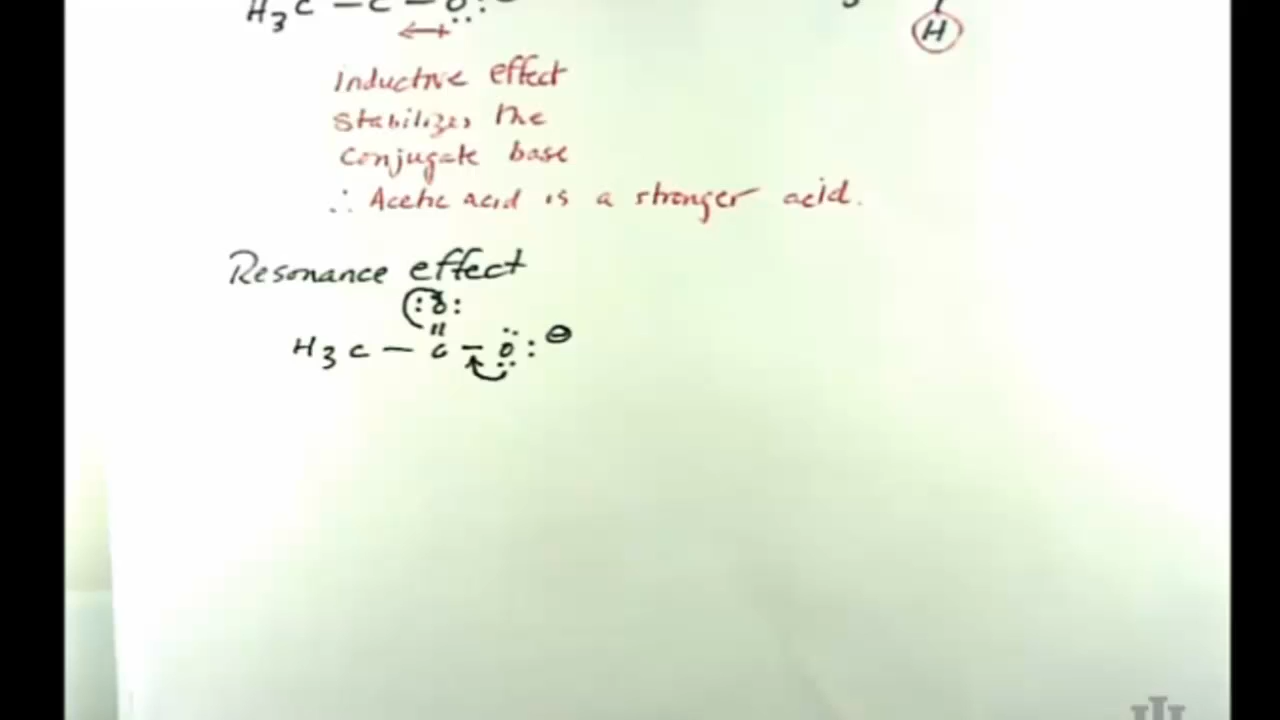 H3C — C — O:
H
Inductive effect
stabilizes the
conjugate base
∴ Acetic acid is a stronger acid.
Resonance effect
:O:
||
H3C — C — O: ⊖